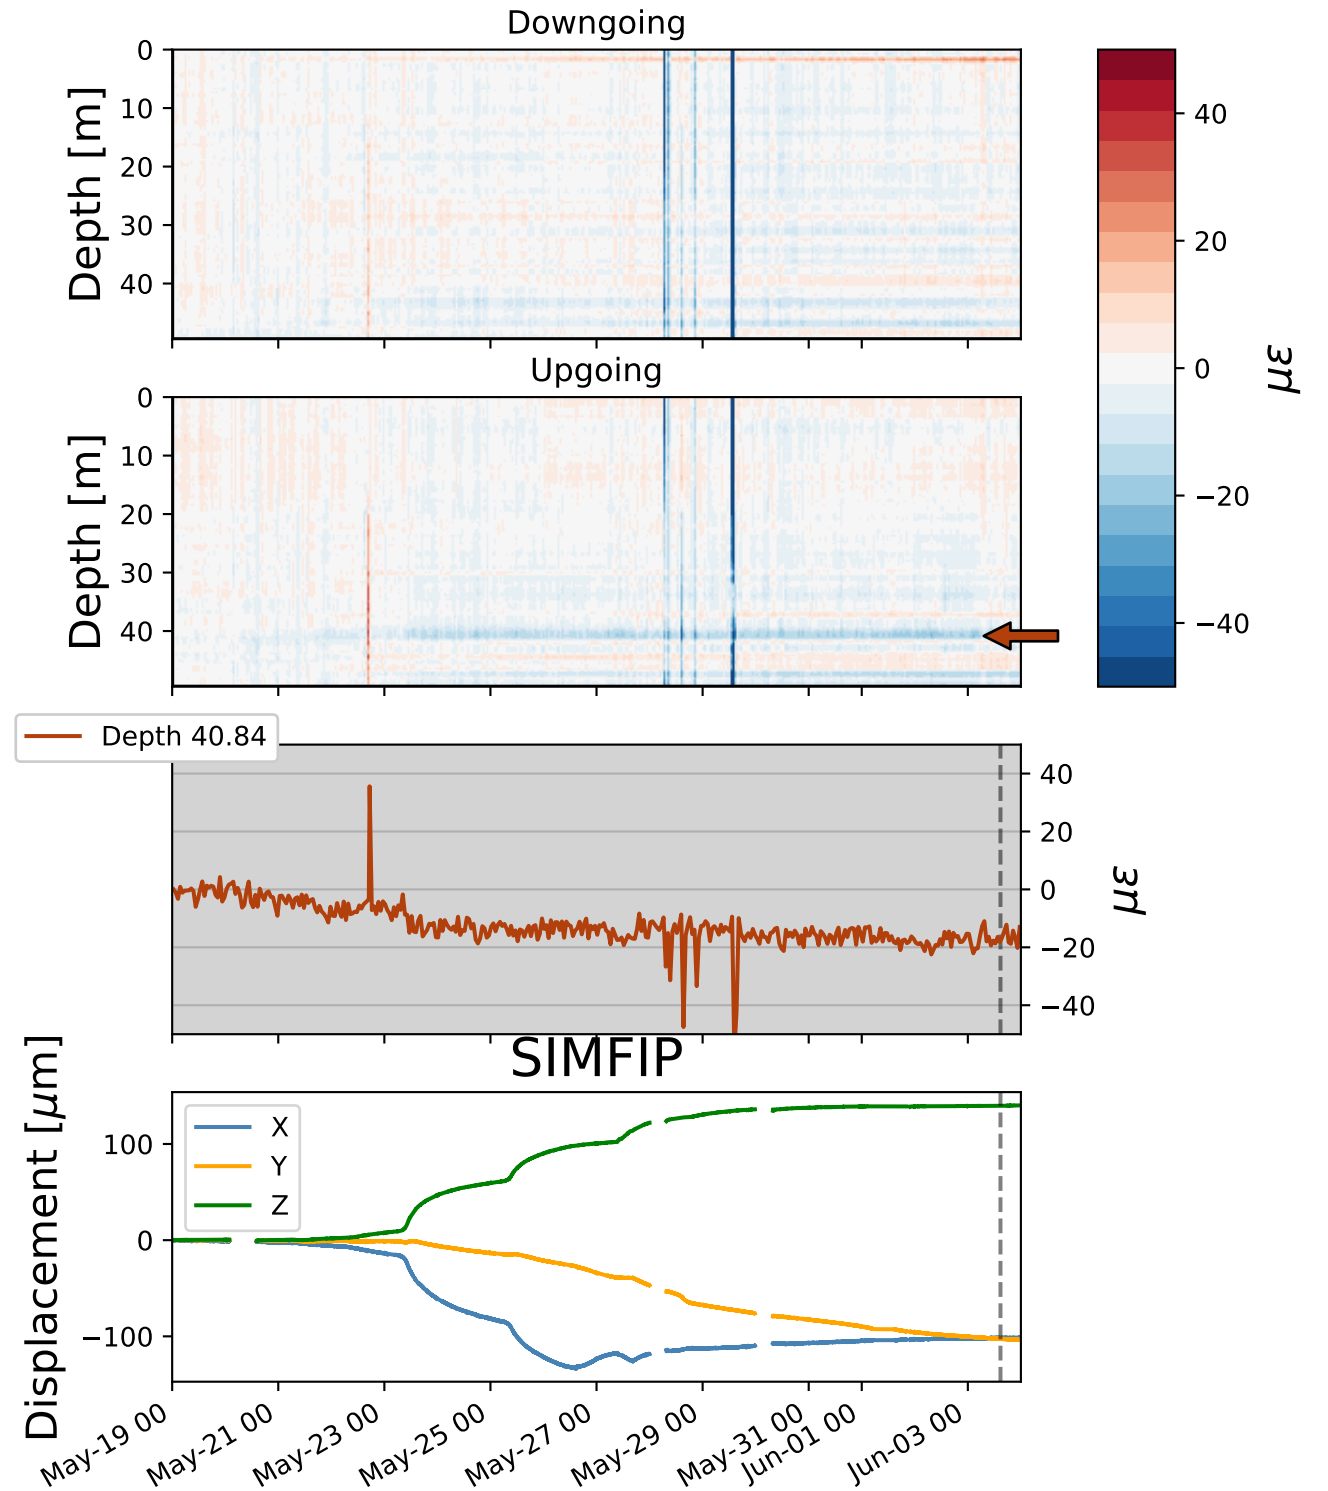 Downgoing
Depth [m]
0
10
20
30
40
Upgoing
Depth [m]
0
10
20
30
40
40
20
0
−20
−40
με
Depth 40.84
40
20
0
−20
−40
με
SIMFIP
Displacement [μm]
X
Y
Z
100
0
−100
May-19 00
May-21 00
May-23 00
May-25 00
May-27 00
May-29 00
May-31 00
Jun-01 00
Jun-03 00